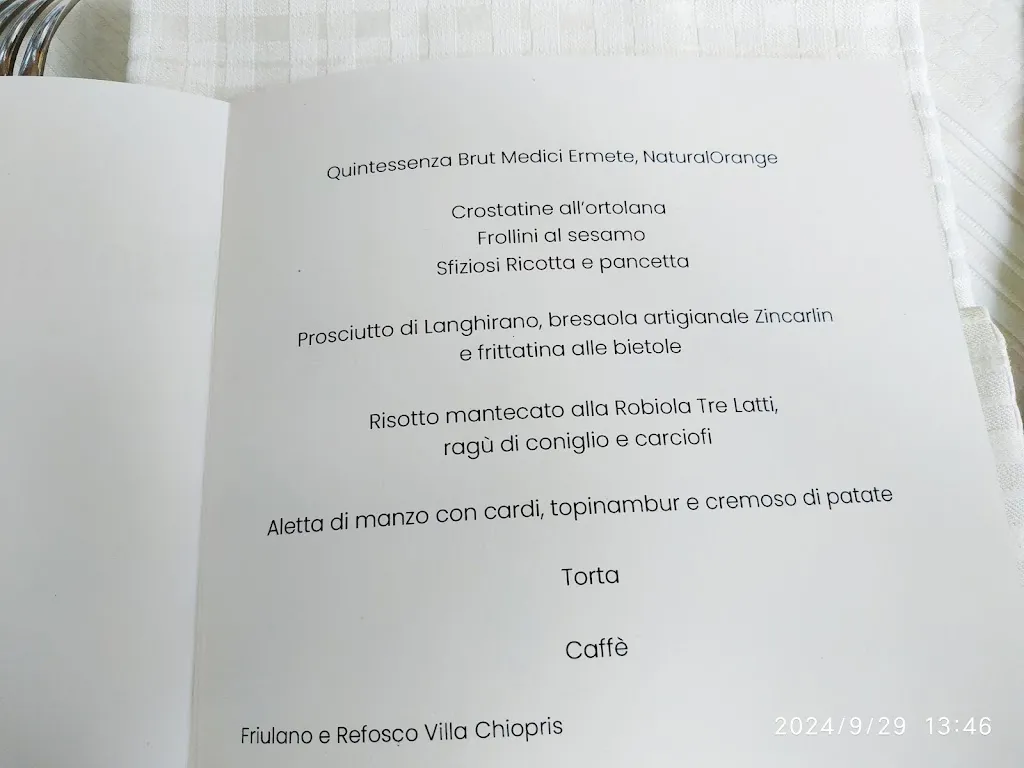 Quintessenza Brut Medici Ermete, NaturalOrange
Crostatine all'ortolana
Frollini al sesamo
Sfiziosi Ricotta e pancetta
Prosciutto di Langhirano, bresaola artigianale Zincarlin
e frittatina alle bietole
Risotto mantecato alla Robiola Tre Latti,
ragù di coniglio e carciofi
Aletta di manzo con cardi, topinambur e cremoso di patate
Torta
Caffè
Friulano e Refosco Villa Chiopris
2024/9/29 13:46